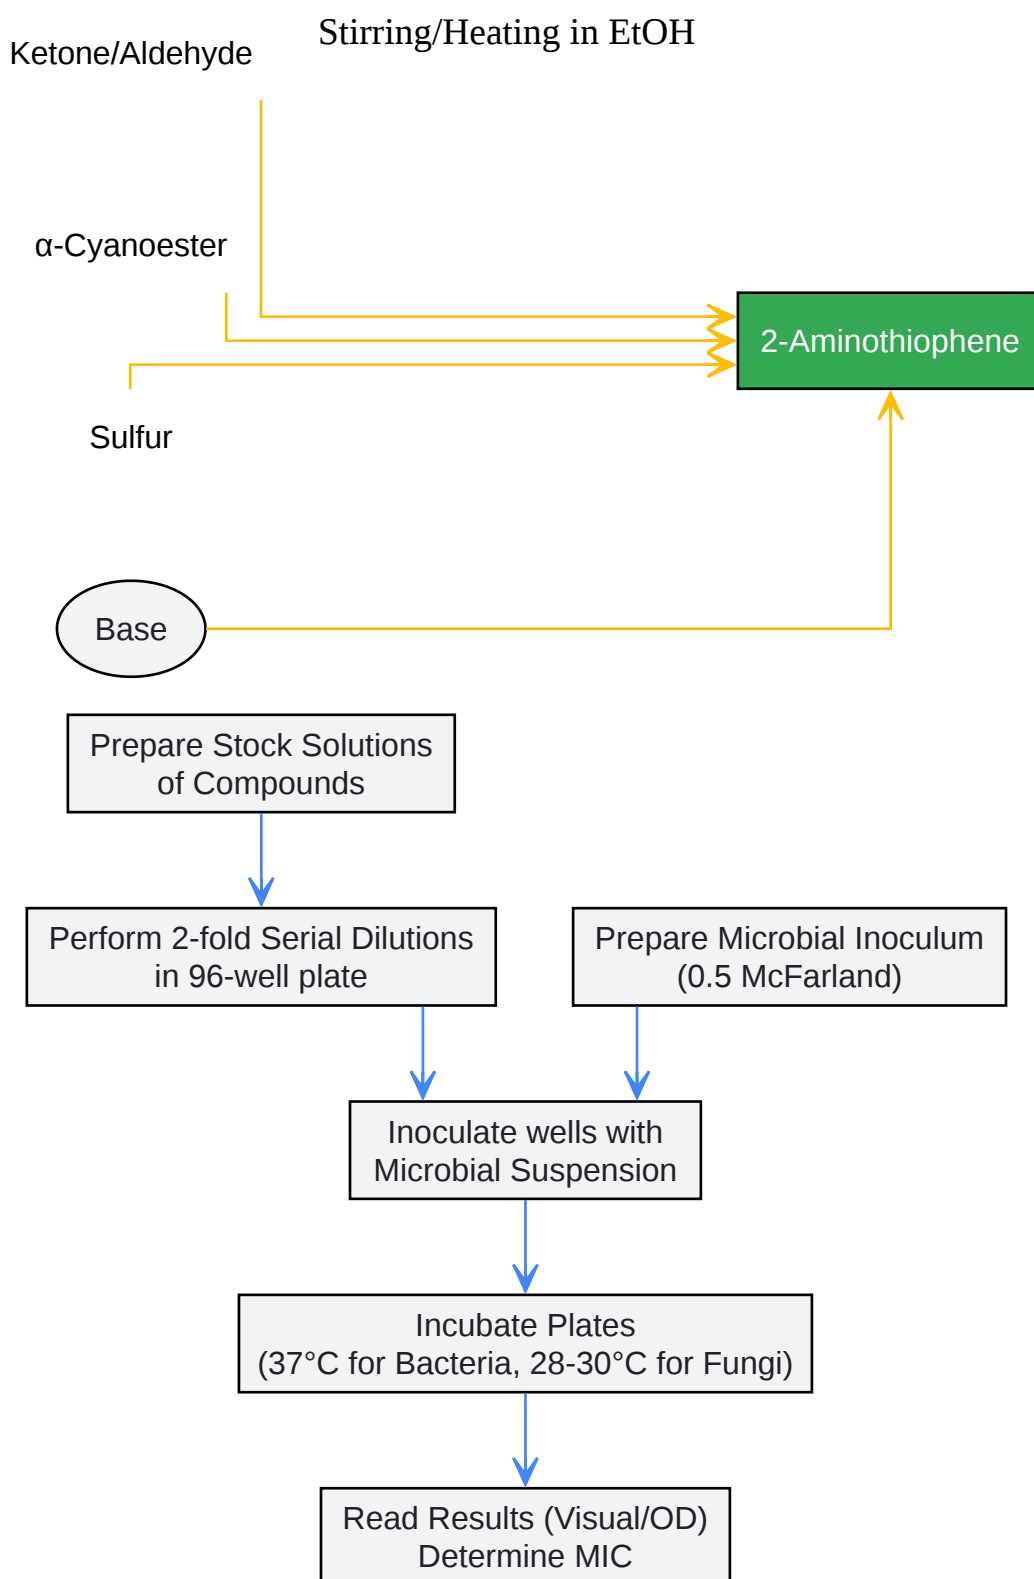 Stirring/Heating in EtOH
Ketone/Aldehyde
α-Cyanoester
2-Aminothiophene
Sulfur
Base
Prepare Stock Solutions
of Compounds
Perform 2-fold Serial Dilutions
in 96-well plate
Prepare Microbial Inoculum
(0.5 McFarland)
Inoculate wells with
Microbial Suspension
Incubate Plates
(37°C for Bacteria, 28-30°C for Fungi)
Read Results (Visual/OD)
Determine MIC